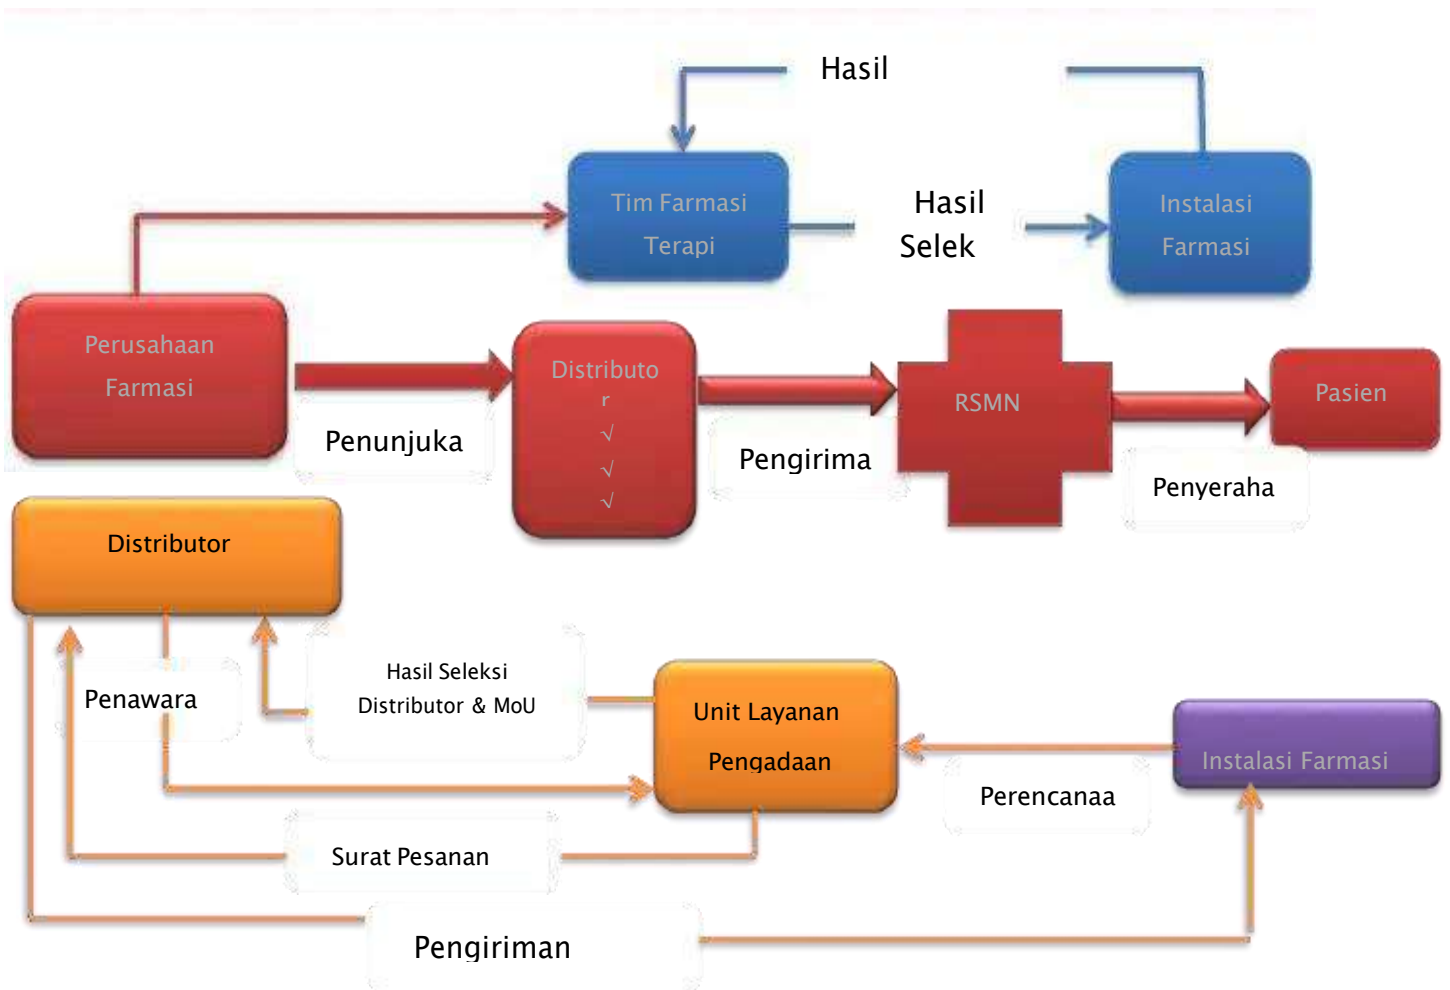 Hasil
Tim Farmasi
Terapi
Hasil
Selek
Instalasi
Farmasi
Perusahaan
Farmasi
Penunjuka
Distributo
r
√
√
√
Pengirima
RSMN
Penyeraha
Pasien
Distributor
Penawara
Hasil Seleksi
Distributor & MoU
Unit Layanan
Pengadaan
Perencanaa
Instalasi Farmasi
Surat Pesanan
Pengiriman